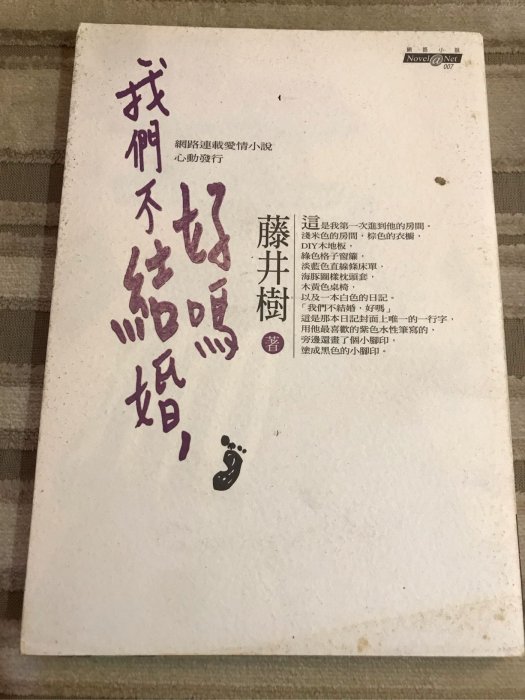 網路小說
Novel@Net
007
我們不結婚,
好嗎
網路連載愛情小說
心動發行
藤井樹
著
這是我第一次進到他的房間。
淺米色的房間,棕色的衣櫥,
DIY木地板,
綠色格子窗簾,
淡藍色直線條床單,
海豚圖樣枕頭套,
木黃色桌椅,
以及一本白色的日記。
「我們不結婚,好嗎」
這是那本日記封面上唯一的一行字,
用他最喜歡的紫色水性筆寫的,
旁邊還畫了個小腳印,
塗成黑色的小腳印。